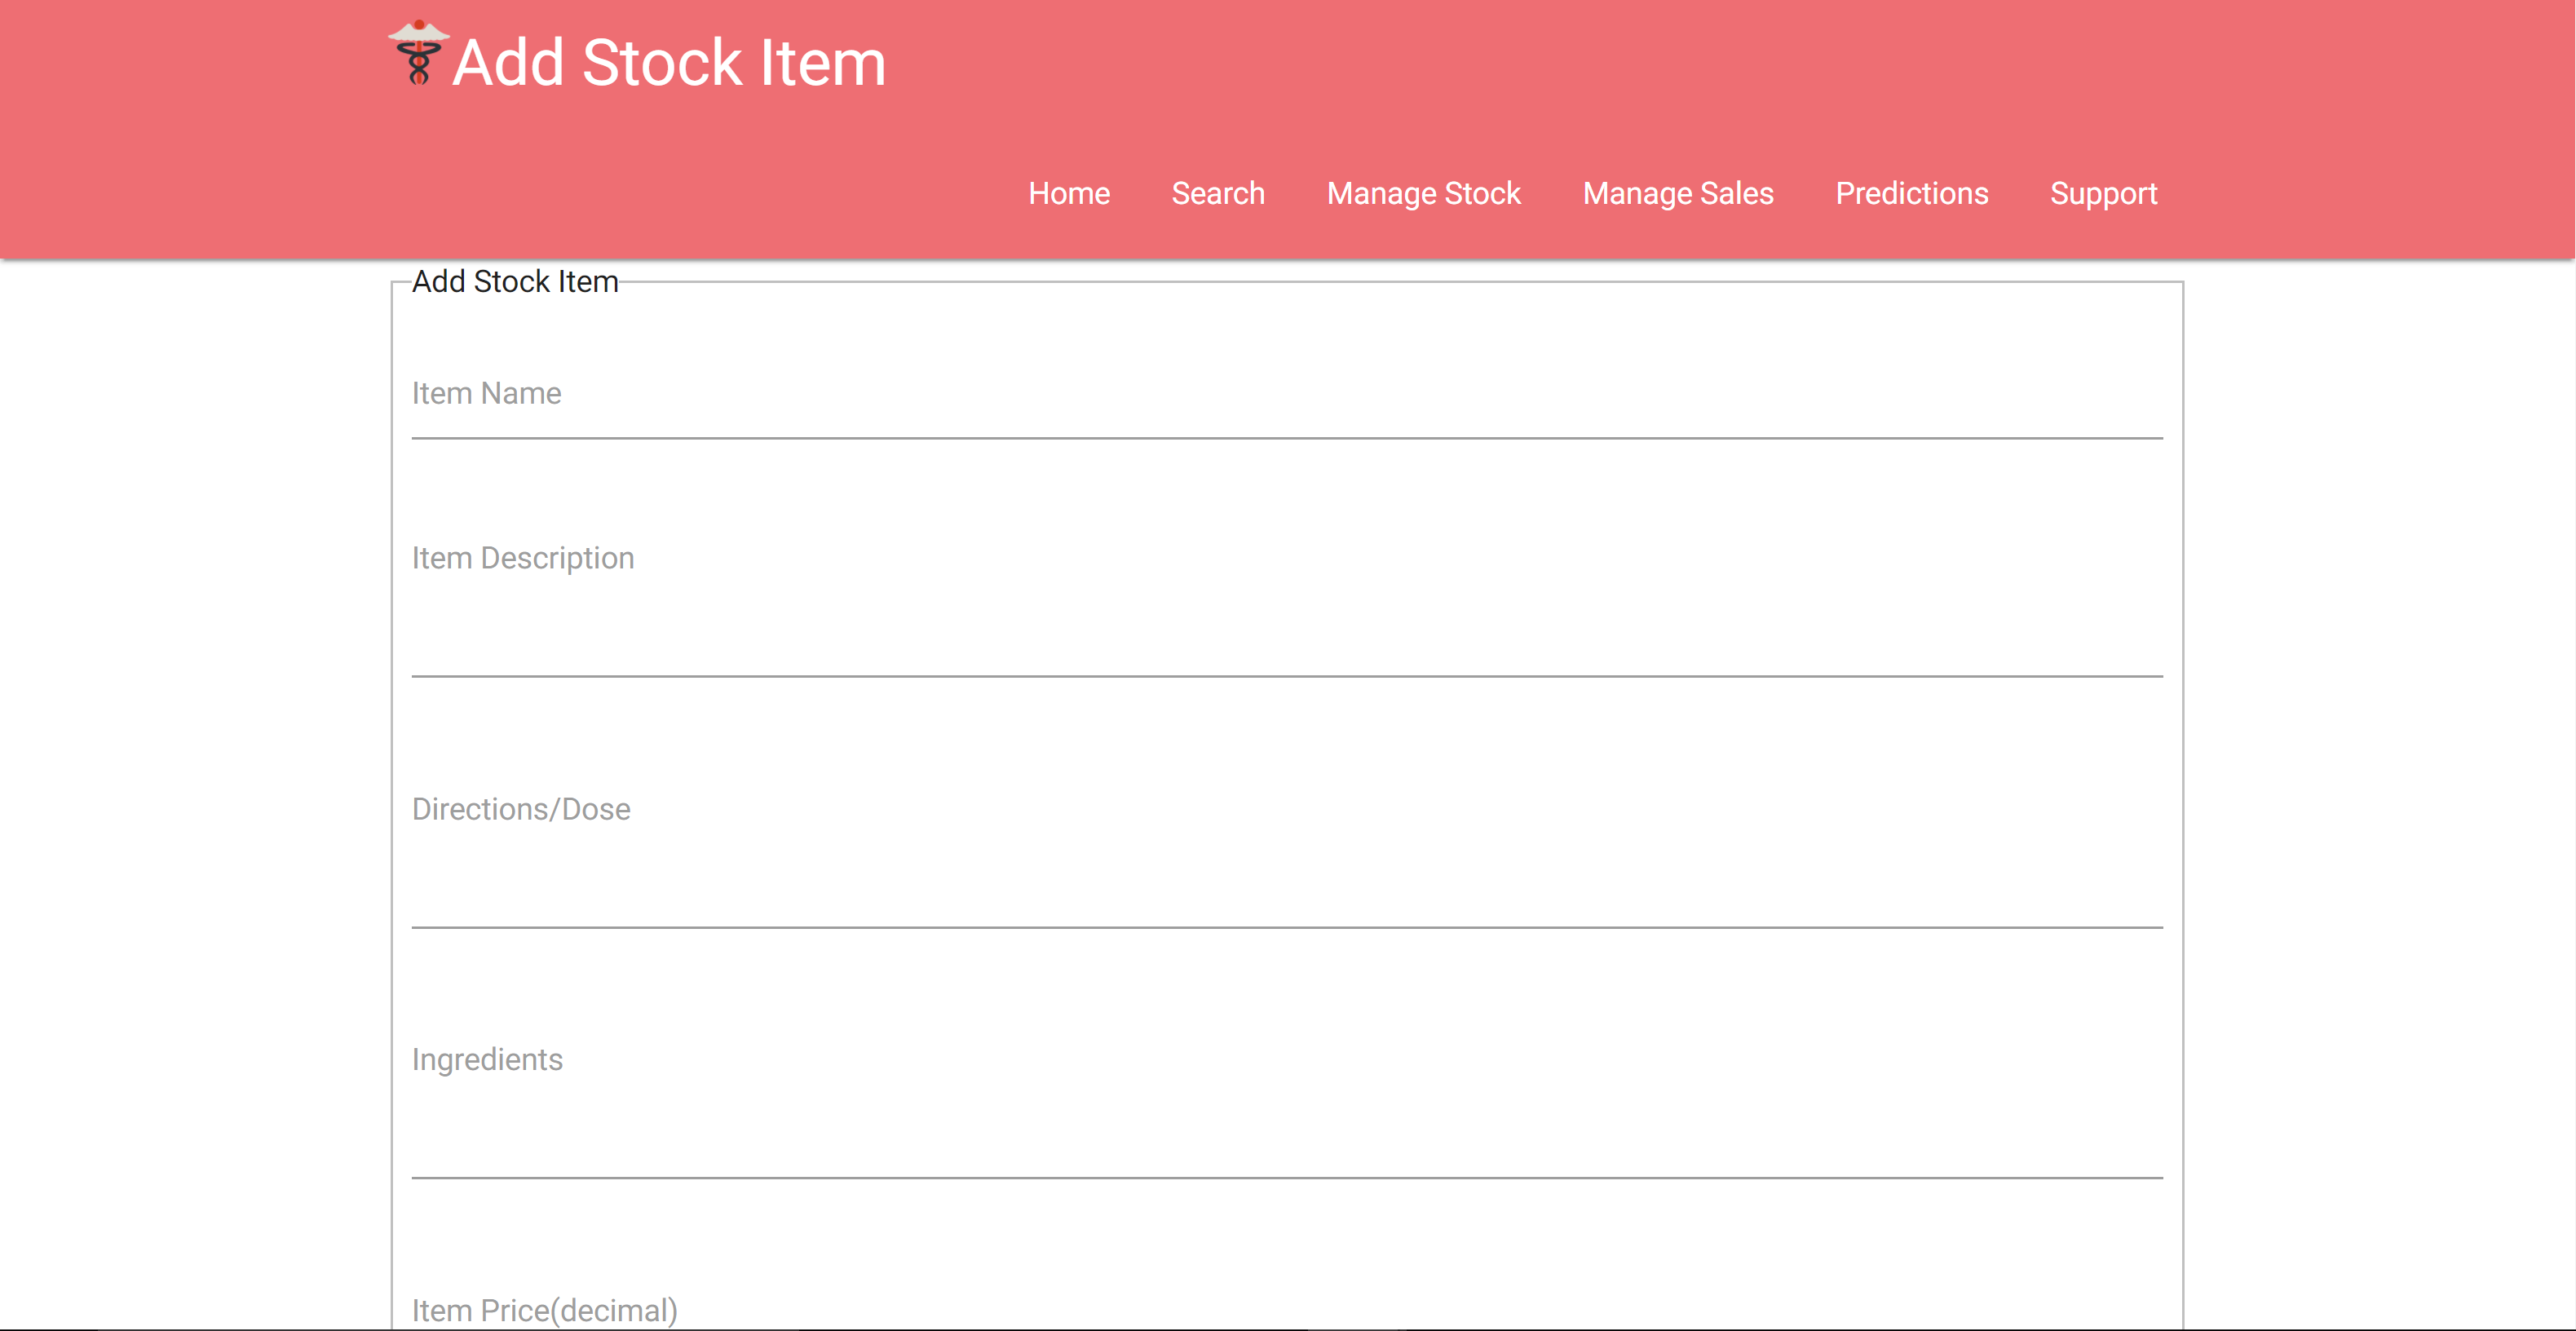 Add Stock Item
Home Search Manage Stock Manage Sales Predictions Support
Add Stock Item
Item Name
Item Description
Directions/Dose
Ingredients
Item Price(decimal)